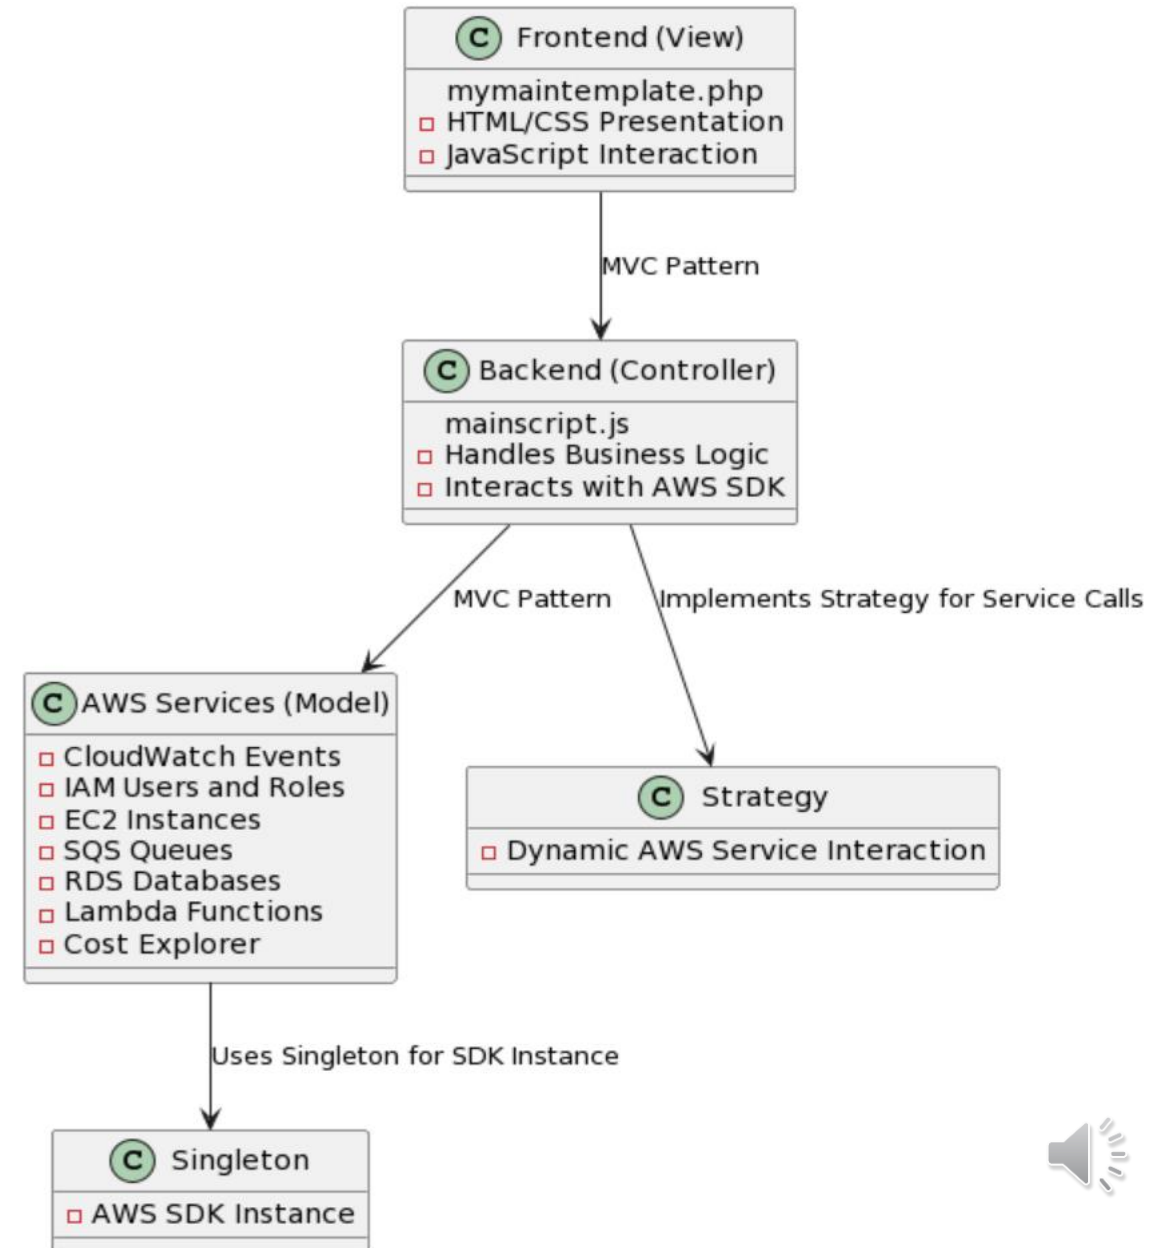 C Frontend (View)
mymaintemplate.php
HTML/CSS Presentation
JavaScript Interaction
MVC Pattern
C Backend (Controller)
mainscript.js
Handles Business Logic
Interacts with AWS SDK
MVC Pattern
Implements Strategy for Service Calls
C AWS Services (Model)
CloudWatch Events
IAM Users and Roles
EC2 Instances
SQS Queues
RDS Databases
Lambda Functions
Cost Explorer
C Strategy
Dynamic AWS Service Interaction
Uses Singleton for SDK Instance
C Singleton
AWS SDK Instance